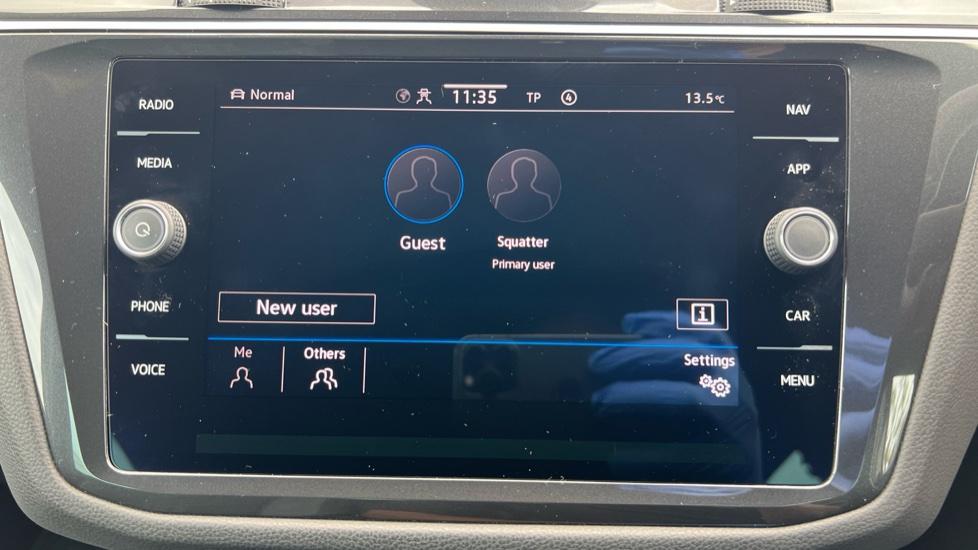 RADIO
MEDIA
PHONE
VOICE
Normal 11:35 TP 4 13.5°C
Guest Squatter
Primary user
New user i
Me Others Settings
NAV
APP
CAR
MENU